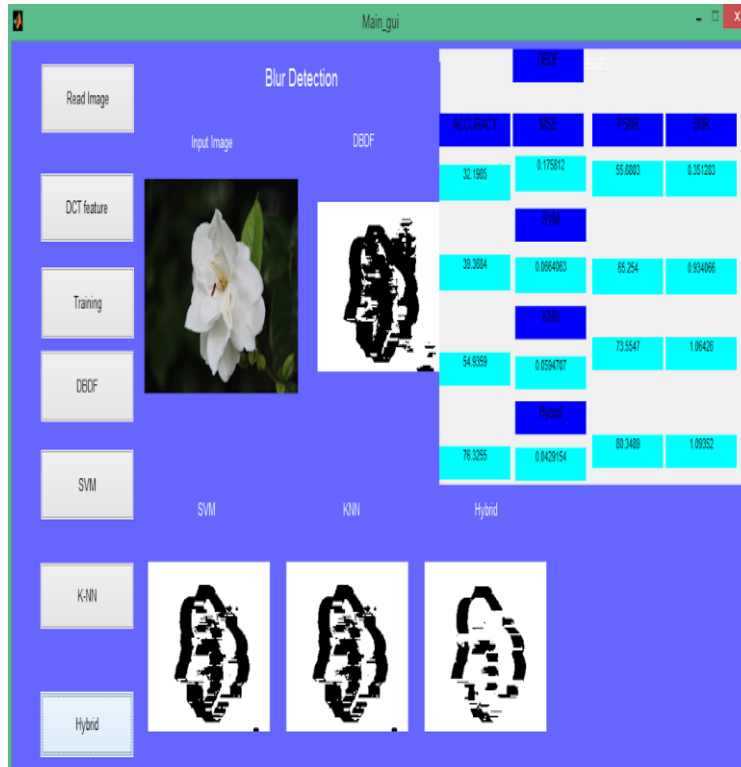 Main_gui
Blur Detection
Read Image
DCT feature
Training
DBDF
SVM
K-NN
Hybrid
Input Image
DBDF
SVM
KNN
Hybrid
DBDF
ACCURACY MSE PSNR SNR
32.1985 0.175812 55.6803 0.351283
SVM
39.3684 0.0664063 65.254 0.934066
KNN
54.9359 0.0594707 73.5547 1.06426
Hybrid
76.3255 0.0429154 80.3489 1.09352